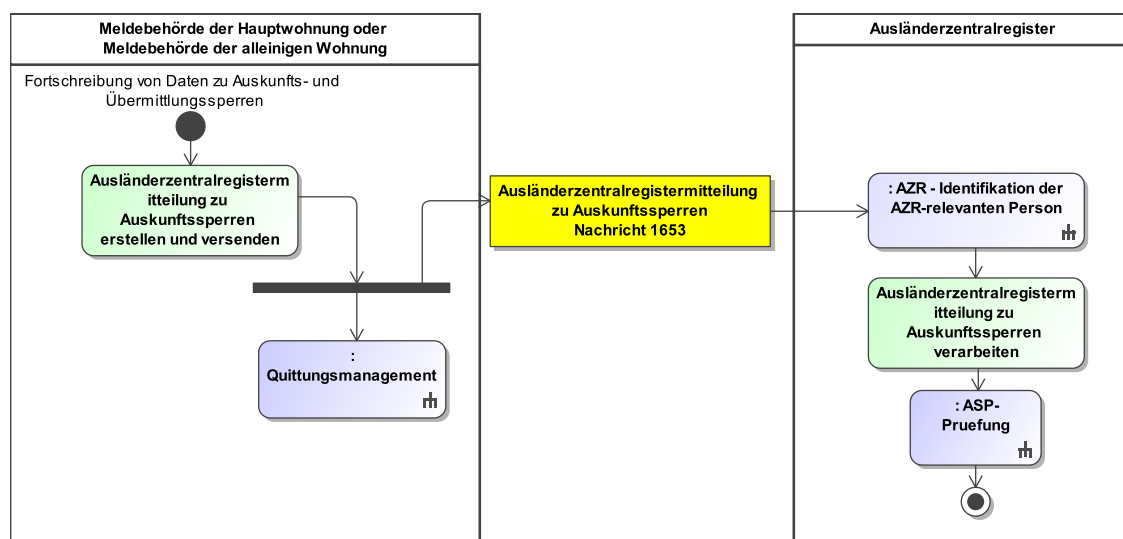 Meldebehörde der Hauptwohnung oder
Meldebehörde der alleinigen Wohnung
Fortschreibung von Daten zu Auskunfts- und
Übermittlungssperren
Ausländerzentralregisterm
itteilung zu
Auskunftssperren
erstellen und versenden
:
Quittungsmanagement
Ausländerzentralregistermitteilung
zu Auskunftssperren
Nachricht 1653
Ausländerzentralregister
: AZR - Identifikation der
AZR-relevanten Person
Ausländerzentralregisterm
itteilung zu
Auskunftssperren
verarbeiten
: ASP-
Pruefung